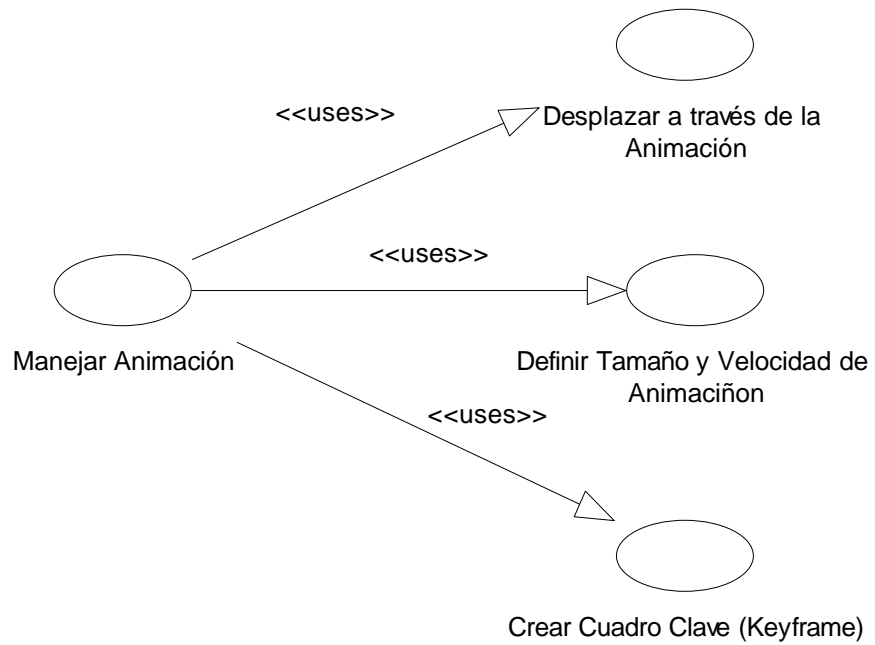 <<uses>>
Desplazar a través de la
Animación
<<uses>>
Manejar Animación
Definir Tamaño y Velocidad de
Animaciñon
<<uses>>
Crear Cuadro Clave (Keyframe)